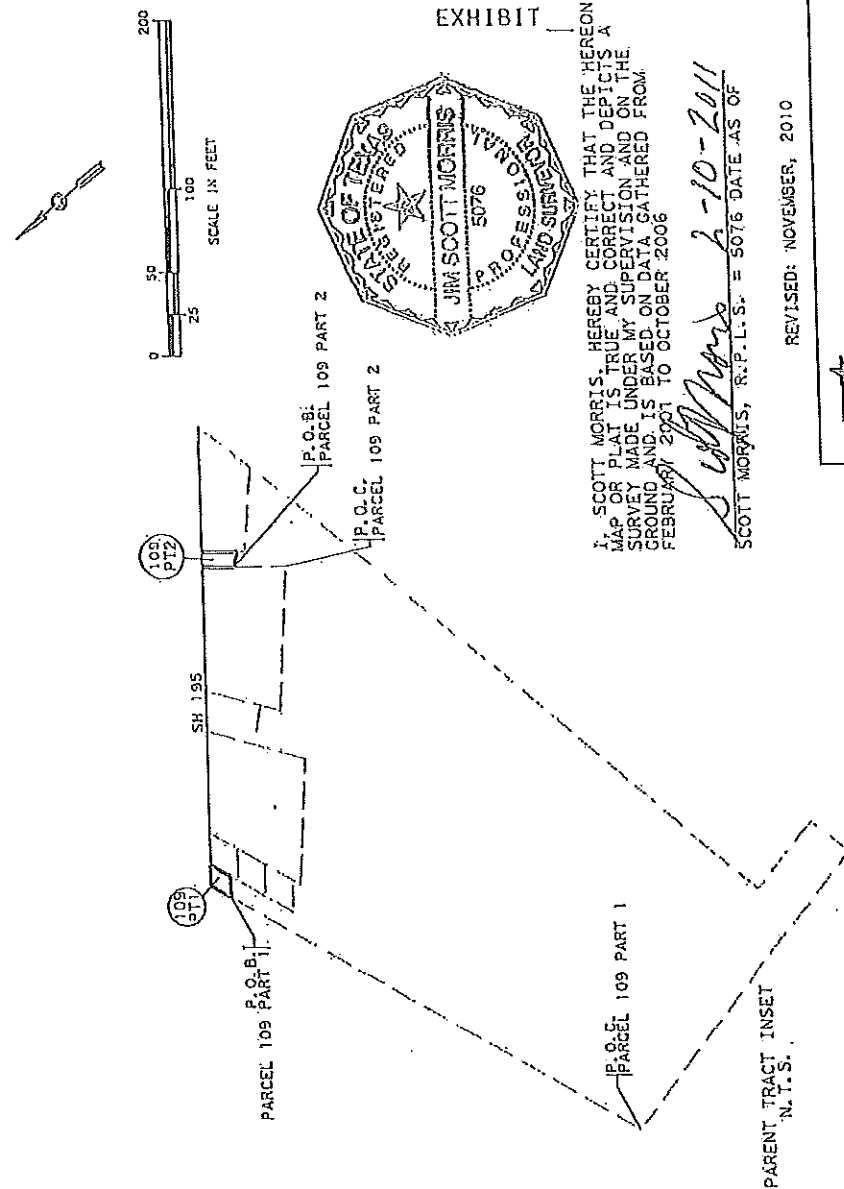 EXHIBIT
200
100
50
25
0
SCALE IN FEET
STATE OF TEXAS
REGISTERED
JIM SCOTT MORRIS
5076
PROFESSIONAL
LAND SURVEYOR
I, SCOTT MORRIS, HEREBY CERTIFY THAT THE HEREON
MAP OR PLAT IS TRUE AND CORRECT AND DEPICTS A
SURVEY MADE UNDER MY SUPERVISION AND ON THE
GROUND AND IS BASED ON DATA GATHERED FROM
FEBRUARY 2001 TO OCTOBER 2006
Scott Morris 2-10-2011
SCOTT MORRIS, R.P.L.S. = 5076 DATE AS OF
REVISED: NOVEMBER, 2010
109
PT2
P.O.B.
PARCEL 109 PART 2
P.O.C.
PARCEL 109 PART 2
SH 195
109
PT1
P.O.B.
PARCEL 109 PART 1
P.O.C.
PARCEL 109 PART 1
PARENT TRACT INSET
N.T.S.